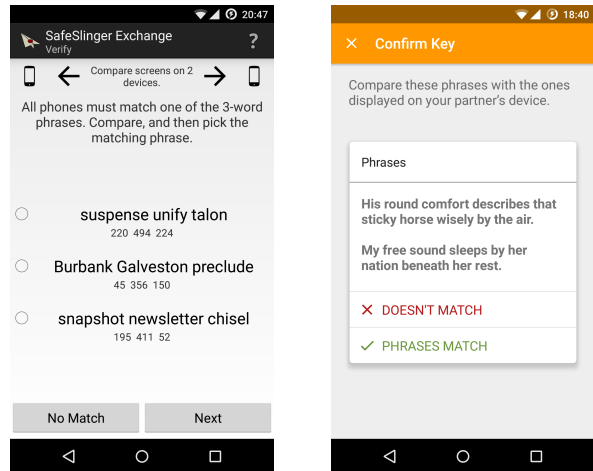 20:47
SafeSlinger Exchange
Verify
?
Compare screens on 2
devices.
All phones must match one of the 3-word
phrases. Compare, and then pick the
matching phrase.
suspense unify talon
220 494 224
Burbank Galveston preclude
45 356 150
snapshot newsletter chisel
195 411 52
No Match
Next
18:40
Confirm Key
Compare these phrases with the ones
displayed on your partner's device.
Phrases
His round comfort describes that
sticky horse wisely by the air.
My free sound sleeps by her
nation beneath her rest.
DOESN'T MATCH
PHRASES MATCH